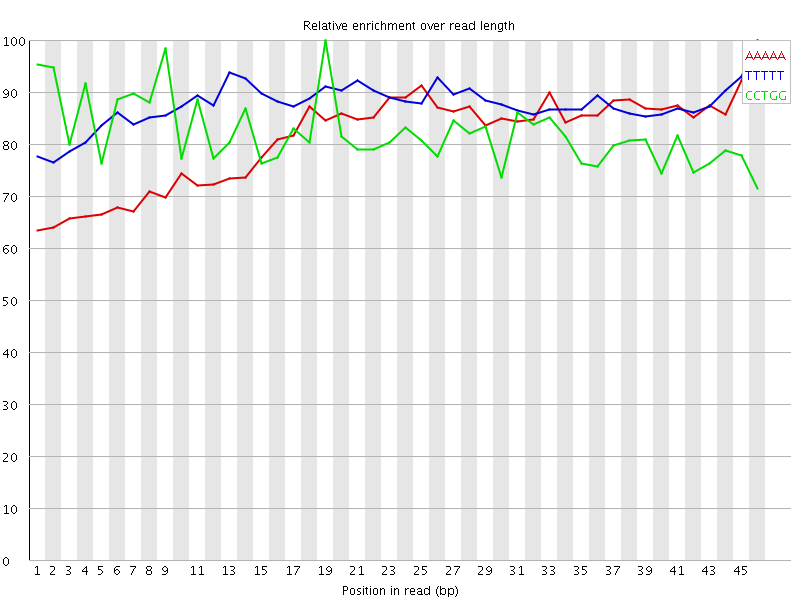 Relative enrichment over read length
100
90
80
70
60
50
40
30
20
10
0
AAAAA
TTTTT
CCTGG
1 2 3 4 5 6 7 8 9 11 13 15 17 19 21 23 25 27 29 31 33 35 37 39 41 43 45
Position in read (bp)